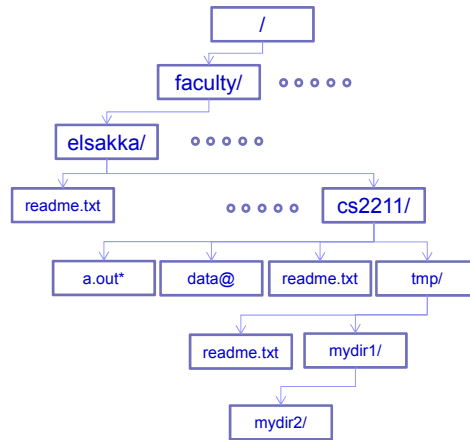 /
faculty/
elsakka/
readme.txt
cs2211/
a.out*
data@
readme.txt
tmp/
readme.txt
mydir1/
mydir2/